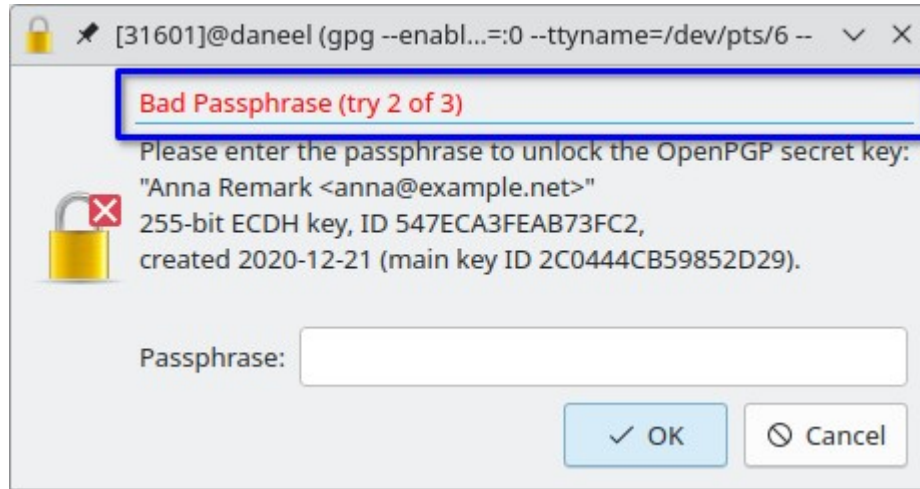 [31601]@daneel (gpg --enabl...=:0 --ttyname=/dev/pts/6 --
Bad Passphrase (try 2 of 3)
Please enter the passphrase to unlock the OpenPGP secret key:
"Anna Remark <anna@example.net>"
255-bit ECDH key, ID 547ECA3FEAB73FC2,
created 2020-12-21 (main key ID 2C0444CB59852D29).
Passphrase:
OK Cancel